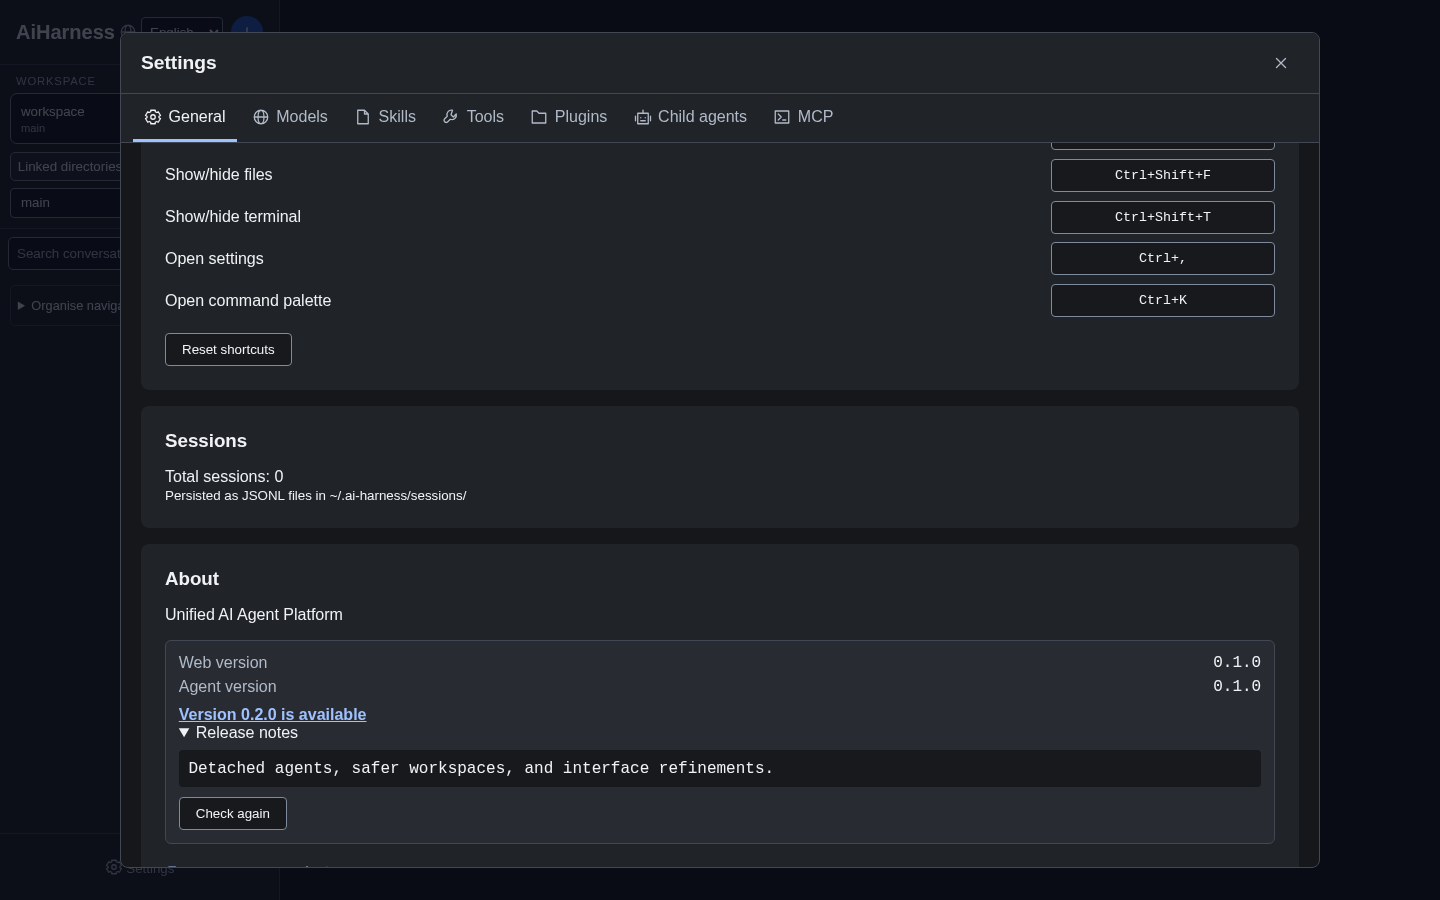 AiHarness
English
WORKSPACE
workspace
main
Linked directories
main
Search conversat
Organise naviga
Settings
Settings
General
Models
Skills
Tools
Plugins
Child agents
MCP
Show/hide files
Ctrl+Shift+F
Show/hide terminal
Ctrl+Shift+T
Open settings
Ctrl+,
Open command palette
Ctrl+K
Reset shortcuts
Sessions
Total sessions: 0
Persisted as JSONL files in ~/.ai-harness/sessions/
About
Unified AI Agent Platform
Web version
0.1.0
Agent version
0.1.0
Version 0.2.0 is available
Release notes
Detached agents, safer workspaces, and interface refinements.
Check again